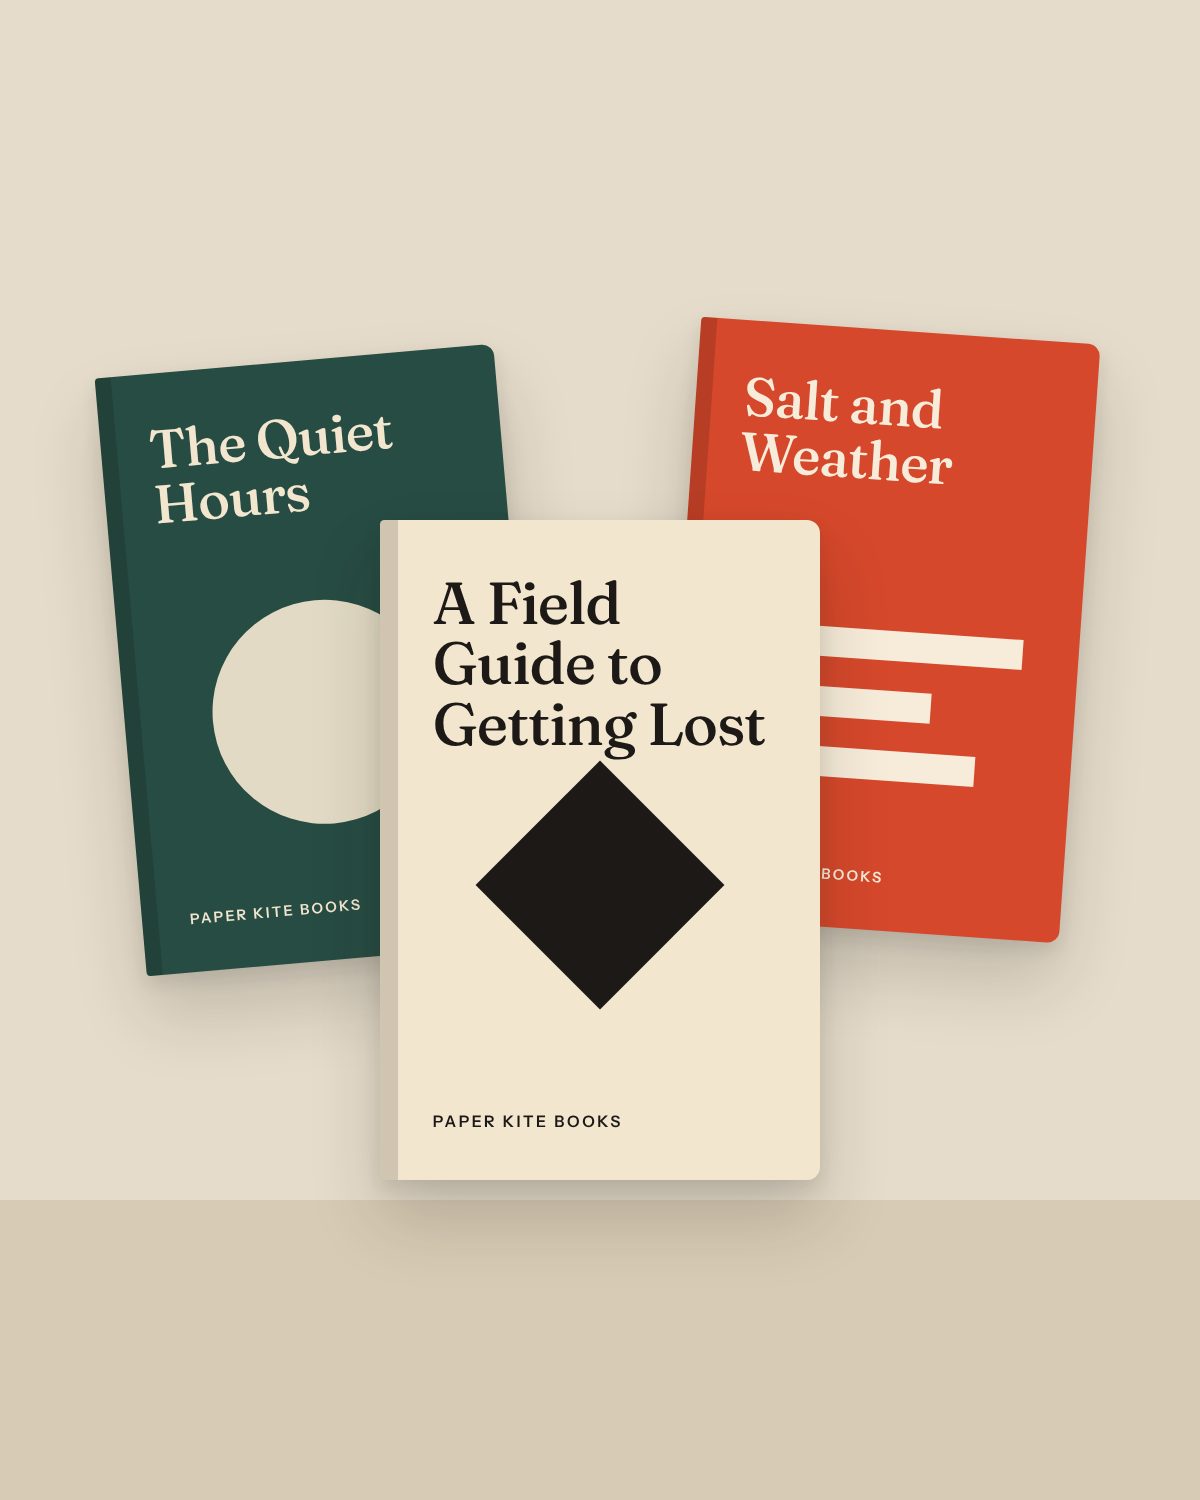 The Quiet
Hours
PAPER KITE BOOKS
Salt and
Weather
BOOKS
A Field
Guide to
Getting Lost
PAPER KITE BOOKS